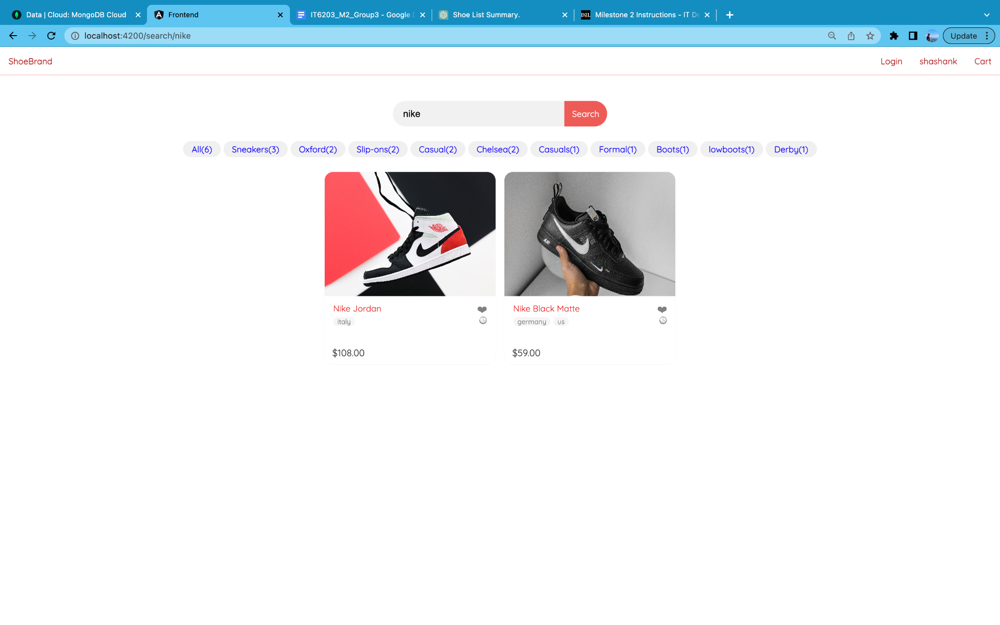 Data | Cloud: MongoDB Cloud
Frontend
IT6203_M2_Group3 - Google D
Shoe List Summary.
D2L
Milestone 2 Instructions - IT De
localhost:4200/search/nike
Update
ShoeBrand
Login
shashank
Cart
nike
Search
All(6)
Sneakers(3)
Oxford(2)
Slip-ons(2)
Casual(2)
Chelsea(2)
Casuals(1)
Formal(1)
Boots(1)
lowboots(1)
Derby(1)
AIR
Nike Jordan
italy
$108.00
Nike Black Matte
germany us
$59.00